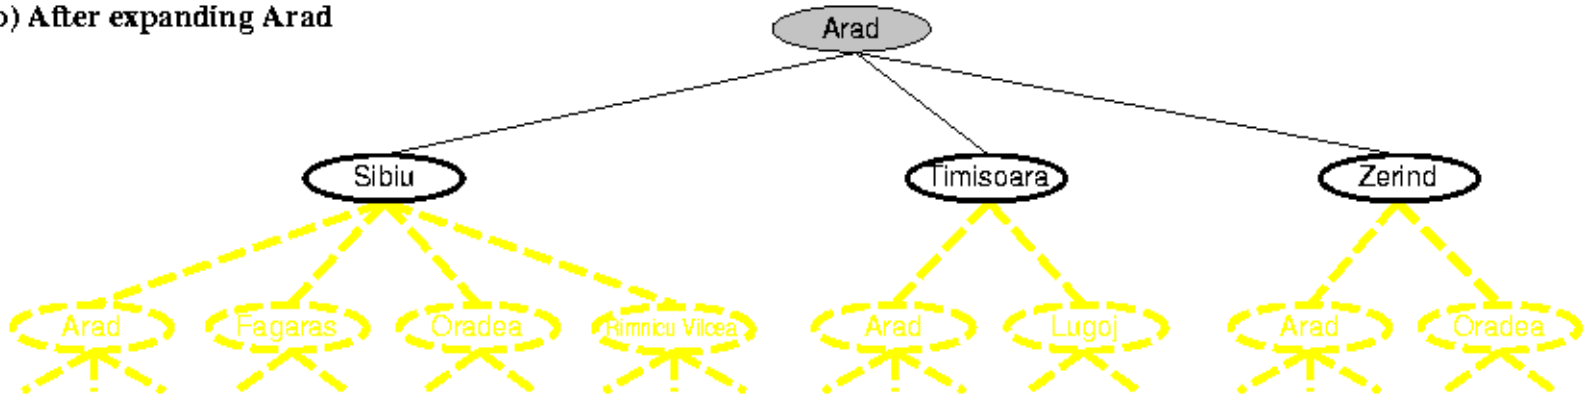 ) After expanding Arad
Arad
Sibiu
Timisoara
Zerind
Arad
Fagaras
Oradea
Rimnicu Vilcea
Arad
Lugoj
Arad
Oradea